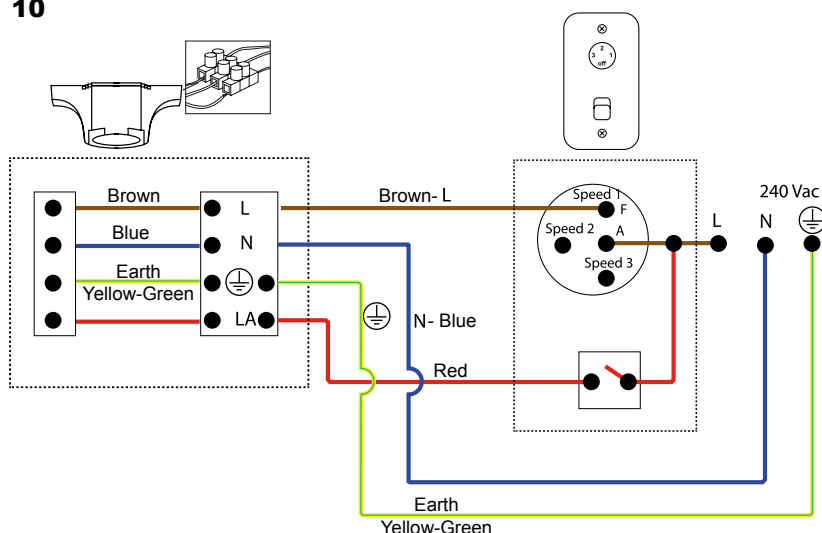 10
3 2 1
off
Brown
L
Brown- L
Speed 1
F
240 Vac
Blue
N
Speed 2
A
L
N
Earth
Yellow-Green
Speed 3
LA
N- Blue
Red
Earth
Yellow-Green